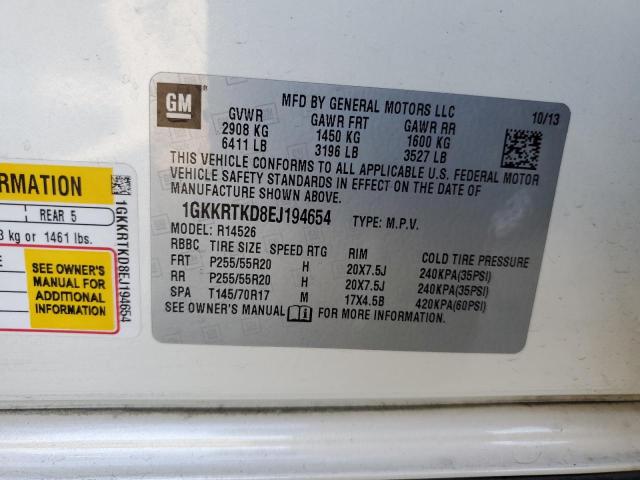 GM
MFD BY GENERAL MOTORS LLC 10/13
GVWR GAWR FRT GAWR RR
2908 KG 1450 KG 1600 KG
6411 LB 3196 LB 3527 LB
THIS VEHICLE CONFORMS TO ALL APPLICABLE U.S. FEDERAL MOTOR
VEHICLE SAFETY STANDARDS IN EFFECT ON THE DATE OF
MANUFACTURE SHOWN ABOVE.
1GKKRTKD8EJ194654 TYPE: M.P.V.
MODEL: R14526
RBBC TIRE SIZE SPEED RTG RIM COLD TIRE PRESSURE
FRT P255/55R20 H 20X7.5J 240KPA(35PSI)
RR P255/55R20 H 20X7.5J 240KPA(35PSI)
SPA T145/70R17 M 17X4.5B 420KPA(60PSI)
SEE OWNER'S MANUAL FOR MORE INFORMATION.
ORMATION
REAR 5
3 kg or 1461 lbs.
SEE OWNER'S
MANUAL FOR
ADDITIONAL
INFORMATION
1GKKRTKD8EJ194654